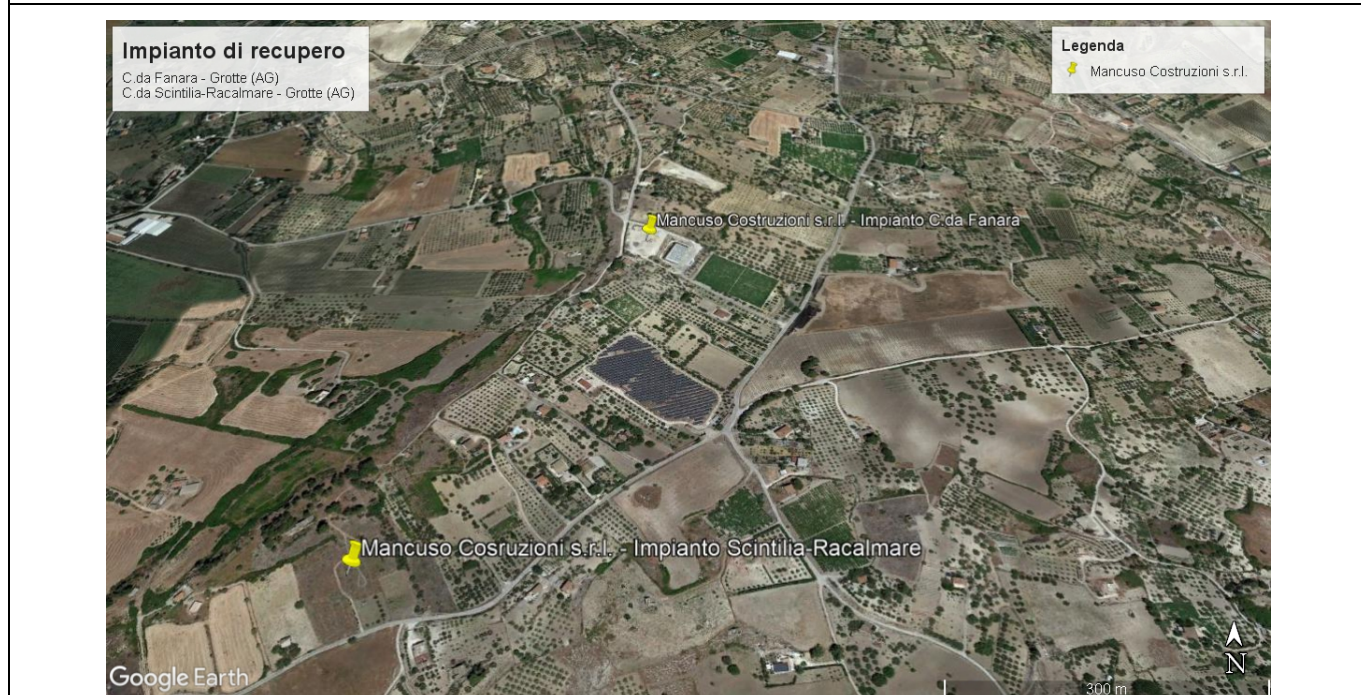 Impianto di recupero
C.da Fanara - Grotte (AG)
C.da Scintilia-Racalmare - Grotte (AG)
Legenda
Mancuso Costruzioni s.r.l.
Mancuso Costruzioni s.r.l. - Impianto C.da Fanara
Mancuso Cosruzioni s.r.l. - Impianto Scintilia-Racalmare
Google Earth
N
300 m